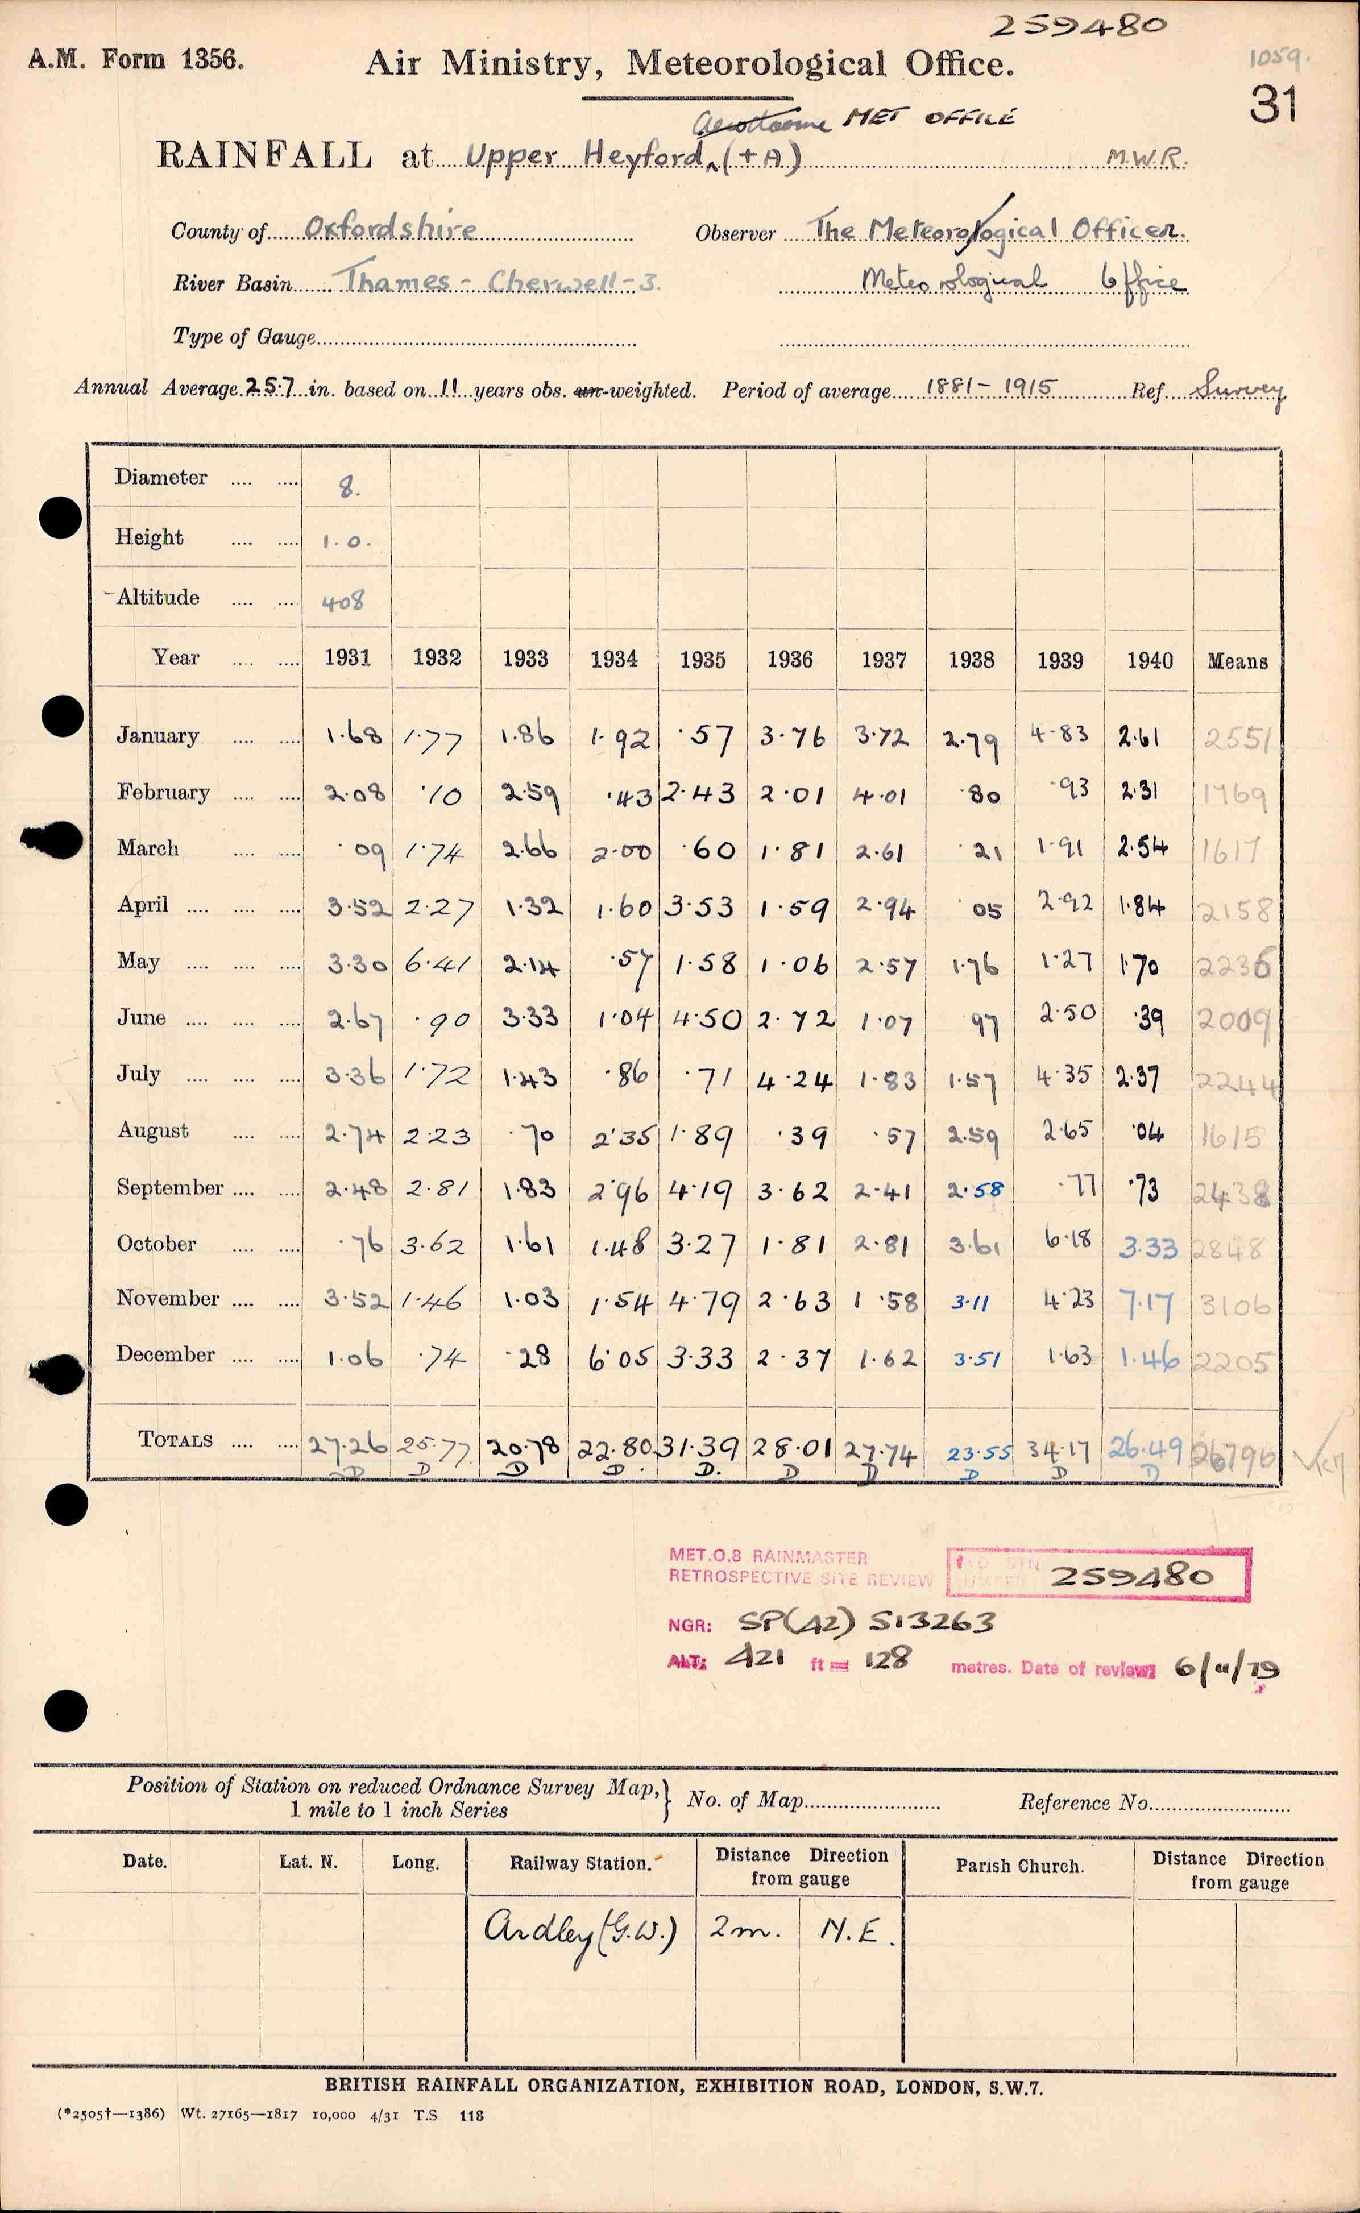 259480
A.M. Form 1356. Air Ministry, Meteorological Office. 1059.
31
Aerodrome MET OFFICE
RAINFALL at Upper Heyford (+A) M.W.R.
County of Oxfordshire Observer The Meteorological Officer.
River Basin Thames - Cherwell - 3. Meteorological Office
Type of Gauge
Annual Average 25.7 in. based on 11 years obs. un-weighted. Period of average 1881 - 1915 Ref. Survey
Diameter 8.
Height 1.0.
Altitude 408
Year 1931 1932 1933 1934 1935 1936 1937 1938 1939 1940 Means
January 1.68 1.77 1.86 1.92 .57 3.76 3.72 2.79 4.83 2.61 2551
February 2.08 .10 2.59 .43 2.43 2.01 4.01 .80 .93 2.31 1769
March .09 1.74 2.66 2.00 .60 1.81 2.61 .21 1.91 2.54 1617
April 3.52 2.27 1.32 1.60 3.53 1.59 2.94 05 2.92 1.84 2158
May 3.30 6.41 2.14 .57 1.58 1.06 2.57 1.76 1.27 1.70 2236
June 2.67 .90 3.33 1.04 4.50 2.72 1.07 97 2.50 .39 2009
July 3.36 1.72 1.43 .86 .71 4.24 1.83 1.57 4.35 2.37 2244
August 2.74 2.23 .70 2.35 1.89 .39 .57 2.59 2.65 .04 1615
September 2.48 2.81 1.83 2.96 4.19 3.62 2.41 2.58 .77 .73 2438
October .76 3.62 1.61 1.48 3.27 1.81 2.81 3.61 6.18 3.33 2848
November 3.52 1.46 1.03 1.54 4.79 2.63 1.58 3.11 4.23 7.17 3106
December 1.06 .74 .28 6.05 3.33 2.37 1.62 3.51 1.63 1.46 2205
TOTALS 27.26 25.77 20.78 22.80 31.39 28.01 27.74 23.55 34.17 26.49 26796
D D D D D. D D D D D
MET.O.8 RAINMASTER
RETROSPECTIVE SITE REVIEW 259480
NGR: SP(42) 513263
ALT: 421 ft = 128 metres. Date of review: 6/11/79
Position of Station on reduced Ordnance Survey Map,} No. of Map Reference No.
1 mile to 1 inch Series
Date. Lat. N. Long. Railway Station. Distance Direction from gauge Parish Church. Distance Direction from gauge
Ardley (G.W.) 2m. N.E.
BRITISH RAINFALL ORGANIZATION, EXHIBITION ROAD, LONDON, S.W.7.
(*2505†—1386) Wt. 27165—1817 10,000 4/31 T.S 118